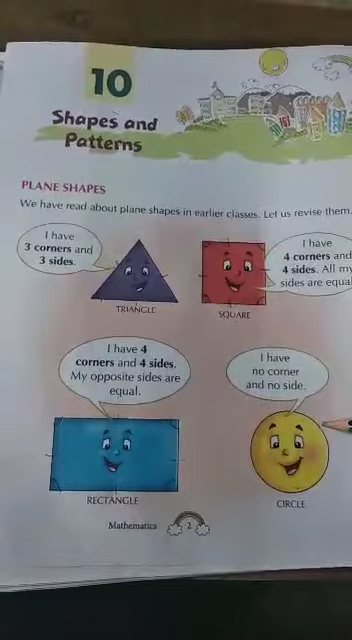 10
Shapes and
Patterns
PLANE SHAPES
We have read about plane shapes in earlier classes. Let us revise them.
I have
3 corners and
3 sides.
TRIANGLE
I have
4 corners and
4 sides. All my
sides are equal
SQUARE
I have 4
corners and 4 sides.
My opposite sides are
equal.
RECTANGLE
I have
no corner
and no side.
CIRCLE
Mathematics
2